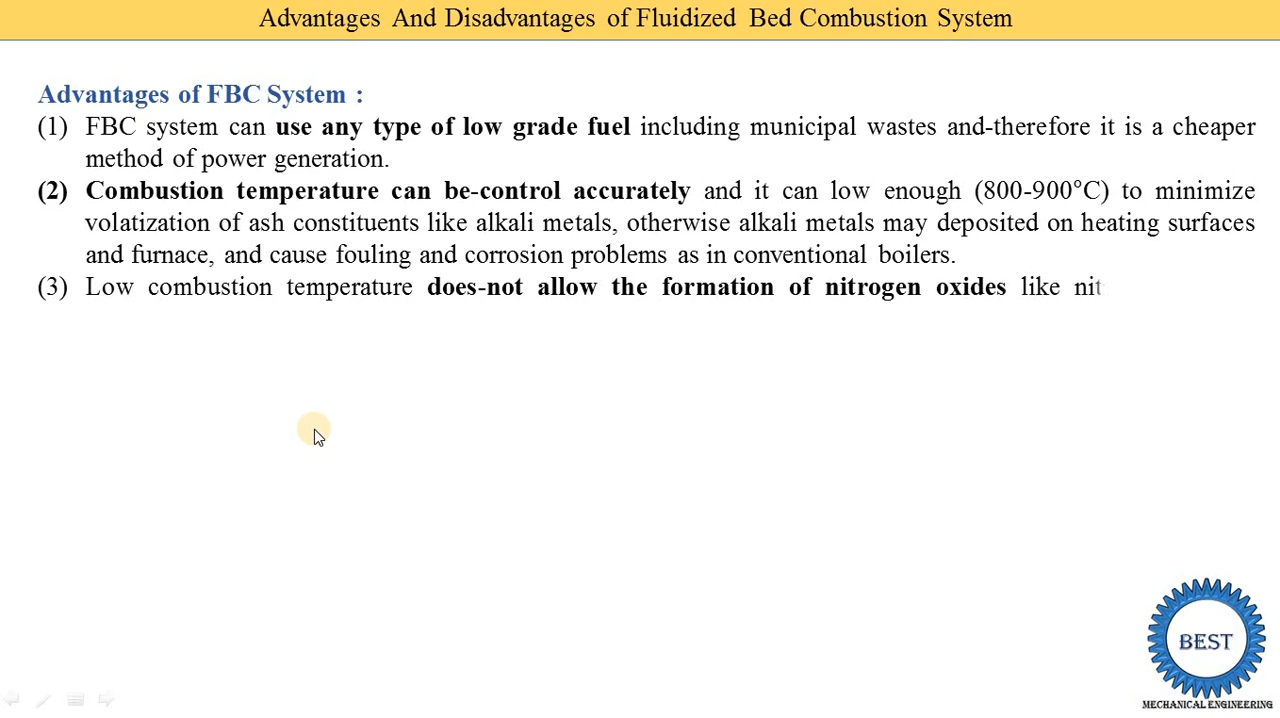 Advantages And Disadvantages of Fluidized Bed Combustion System
Advantages of FBC System :
(1) FBC system can use any type of low grade fuel including municipal wastes and-therefore it is a cheaper
method of power generation.
(2) Combustion temperature can be-control accurately and it can low enough (800-900°C) to minimize
volatization of ash constituents like alkali metals, otherwise alkali metals may deposited on heating surfaces
and furnace, and cause fouling and corrosion problems as in conventional boilers.
(3) Low combustion temperature does-not allow the formation of nitrogen oxides like nit
BEST
MECHANICAL ENGINEERING